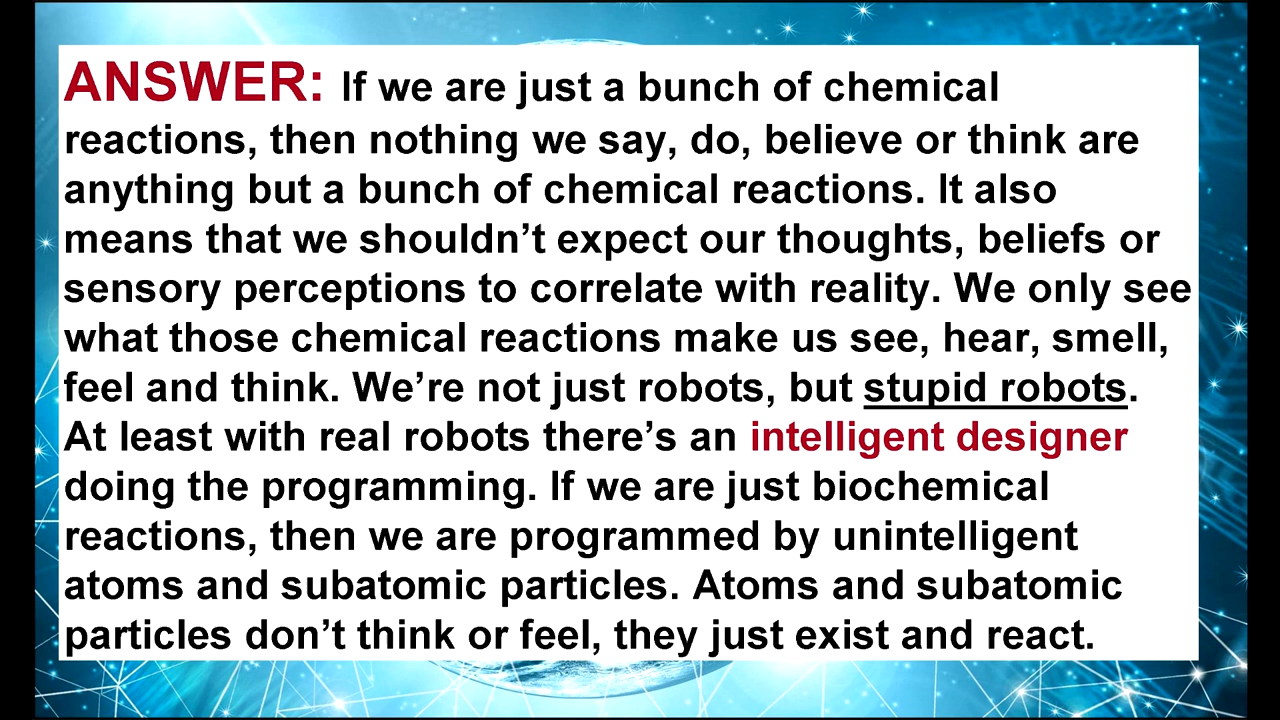 ANSWER: If we are just a bunch of chemical
reactions, then nothing we say, do, believe or think are
anything but a bunch of chemical reactions. It also
means that we shouldn’t expect our thoughts, beliefs or
sensory perceptions to correlate with reality. We only see
what those chemical reactions make us see, hear, smell,
feel and think. We’re not just robots, but stupid robots.
At least with real robots there’s an intelligent designer
doing the programming. If we are just biochemical
reactions, then we are programmed by unintelligent
atoms and subatomic particles. Atoms and subatomic
particles don’t think or feel, they just exist and react.